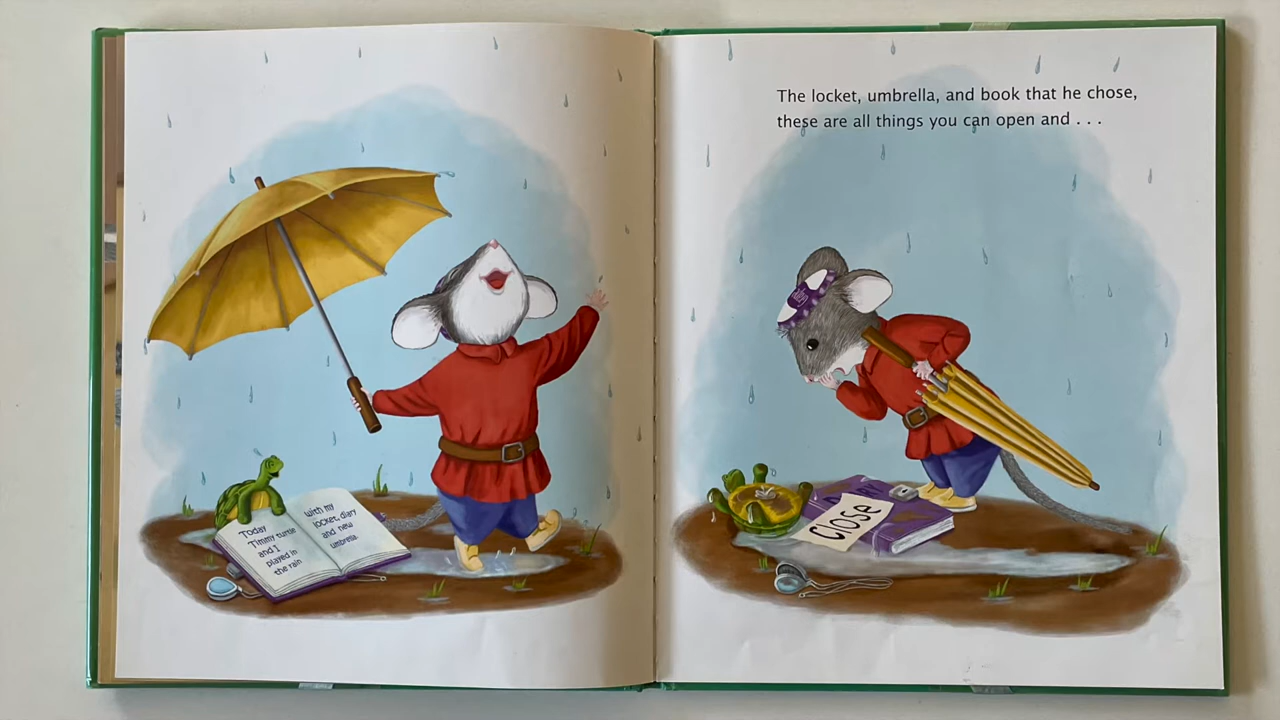 Today
Timmy turtle
and I
played in
the rain
with my
locket, diary
and new
umbrella.
The locket, umbrella, and book that he chose,
these are all things you can open and . . .
close